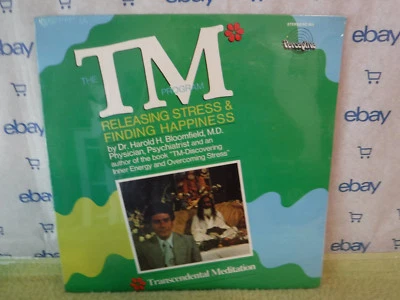 THE
TM
PROGRAM
RELEASING STRESS &
FINDING HAPPINESS
by Dr. Harold H. Bloomfield, M.D.
Physician, Psychiatrist and an
author of the book "TM-Discovering
Inner Energy and Overcoming Stress"
Transcendental Meditation
ebay
ebay
ebay
ebay
ebay
ebay
ebay